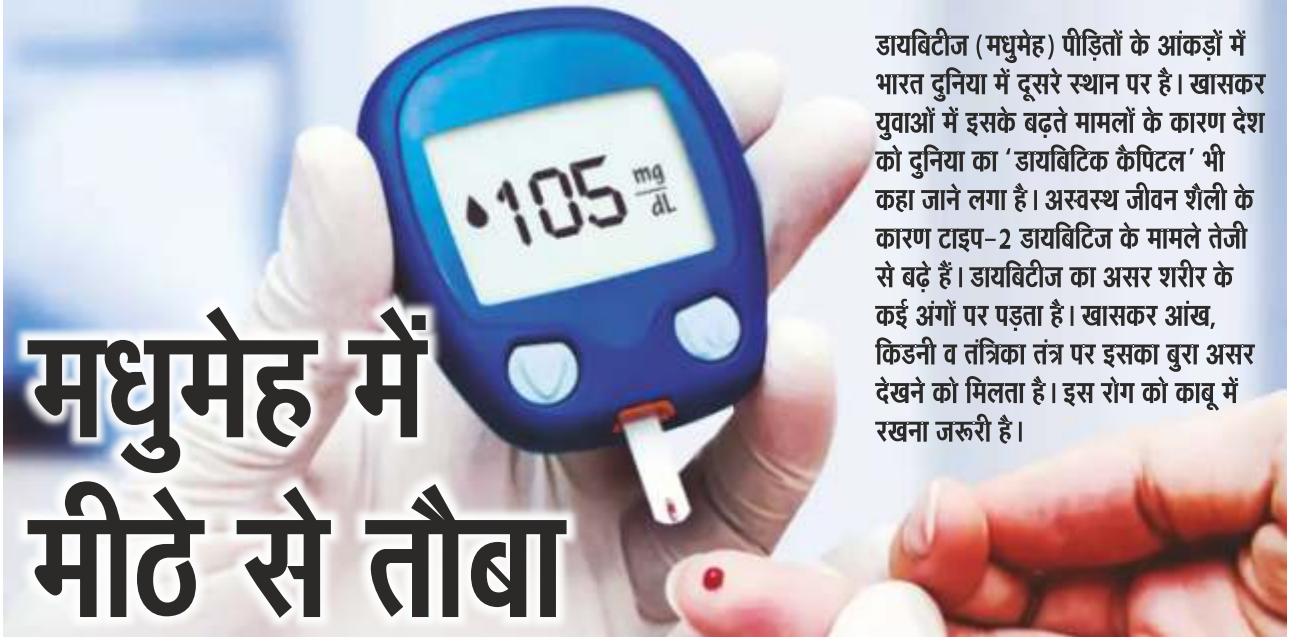 105 mg/dL
डायबिटीज (मधुमेह) पीड़ितों के आंकड़ों में
भारत दुनिया में दूसरे स्थान पर है। खासकर
युवाओं में इसके बढ़ते मामलों के कारण देश
को दुनिया का ‘डायबिटिक कैपिटल’ भी
कहा जाने लगा है। अस्वस्थ जीवन शैली के
कारण टाइप-2 डायबिटिज के मामले तेजी
से बढ़े हैं। डायबिटीज का असर शरीर के
कई अंगों पर पड़ता है। खासकर आंख,
किडनी व तंत्रिका तंत्र पर इसका बुरा असर
देखने को मिलता है। इस रोग को काबू में
रखना जरूरी है।
मधुमेह में
मीठे से तौबा